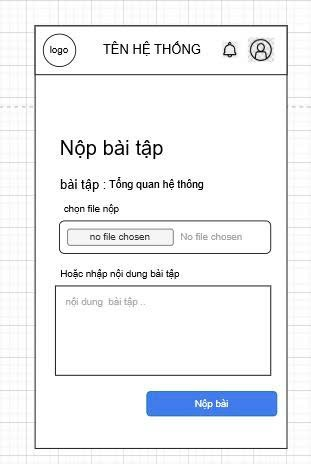 logo
TÊN HỆ THỐNG
Nộp bài tập
bài tập : Tổng quan hệ thông
chọn file nộp
no file chosen No file chosen
Hoặc nhập nội dung bài tập
nội dung bài tập ..
Nộp bài